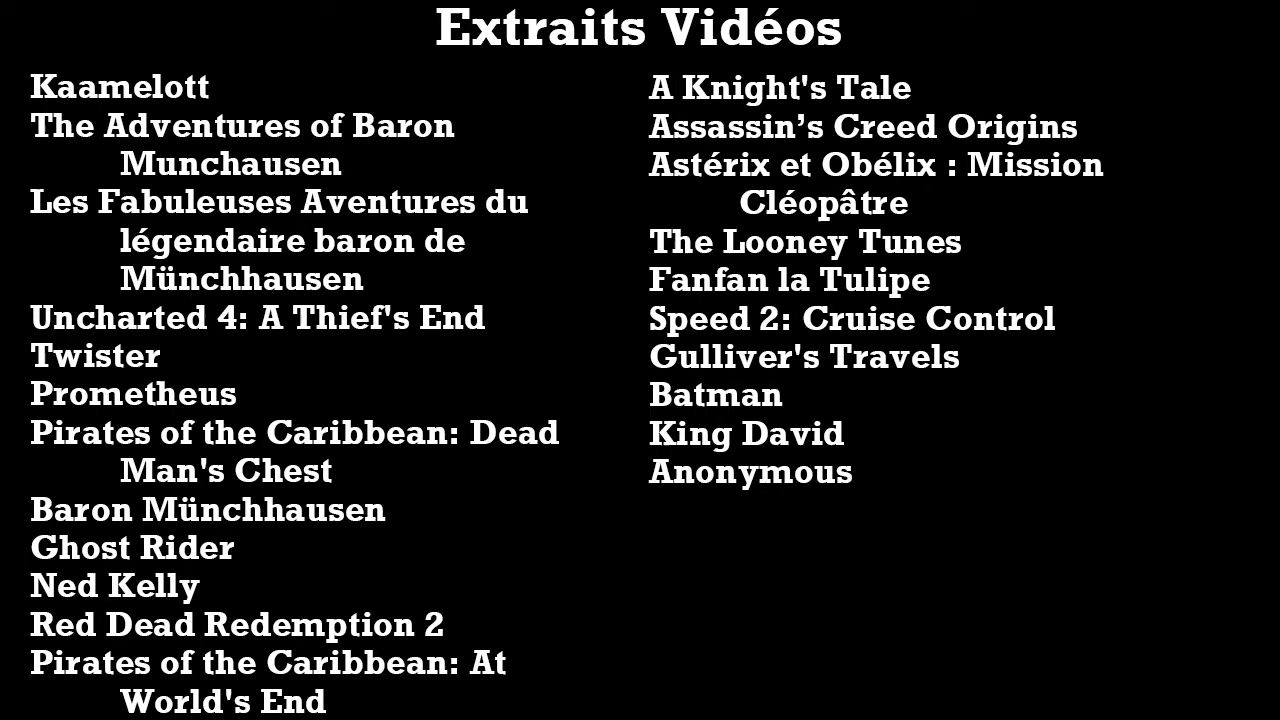 Extraits Vidéos
Kaamelott
The Adventures of Baron
Munchausen
Les Fabuleuses Aventures du
légendaire baron de
Münchhausen
Uncharted 4: A Thief's End
Twister
Prometheus
Pirates of the Caribbean: Dead
Man's Chest
Baron Münchhausen
Ghost Rider
Ned Kelly
Red Dead Redemption 2
Pirates of the Caribbean: At
World's End
A Knight's Tale
Assassin’s Creed Origins
Astérix et Obélix : Mission
Cléopâtre
The Looney Tunes
Fanfan la Tulipe
Speed 2: Cruise Control
Gulliver's Travels
Batman
King David
Anonymous